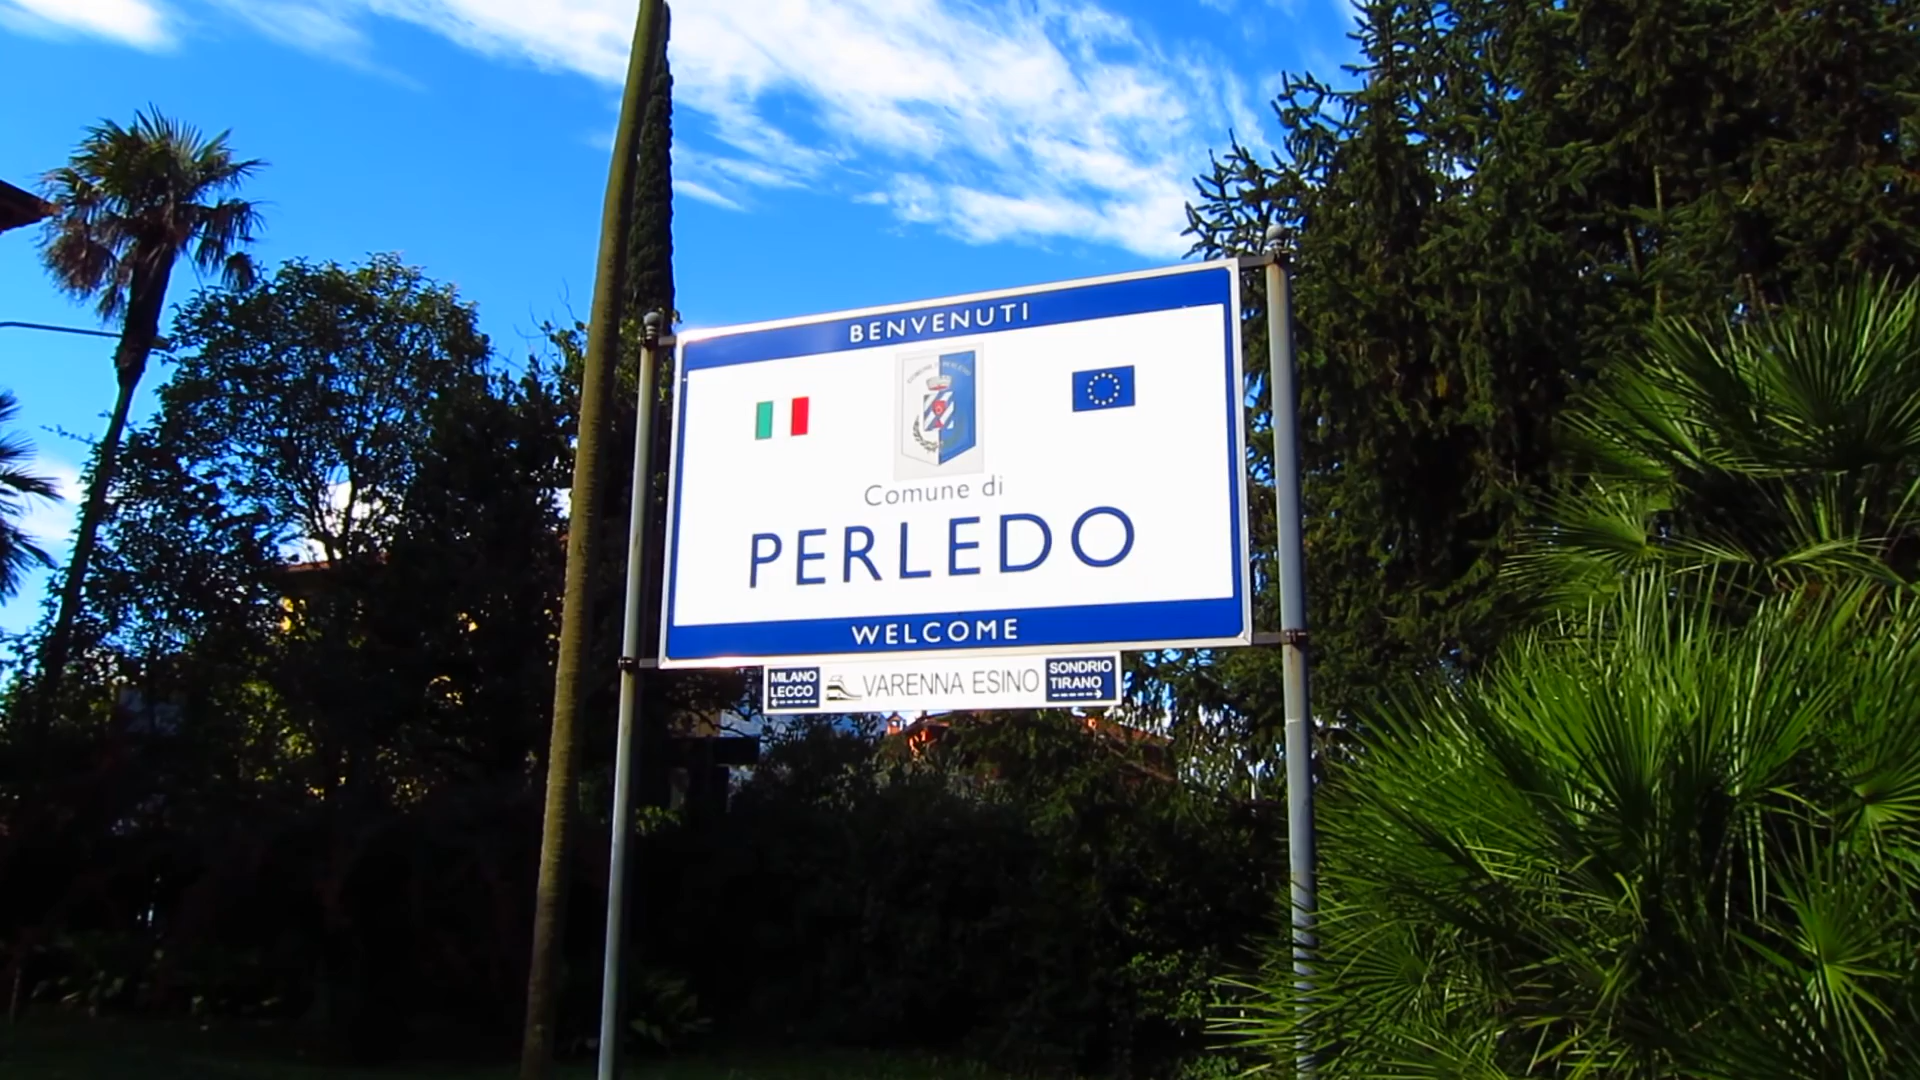 BENVENUTI
Comune di
PERLEDO
WELCOME
MILANO
LECCO
VARENNA ESINO
SONDRIO
TIRANO